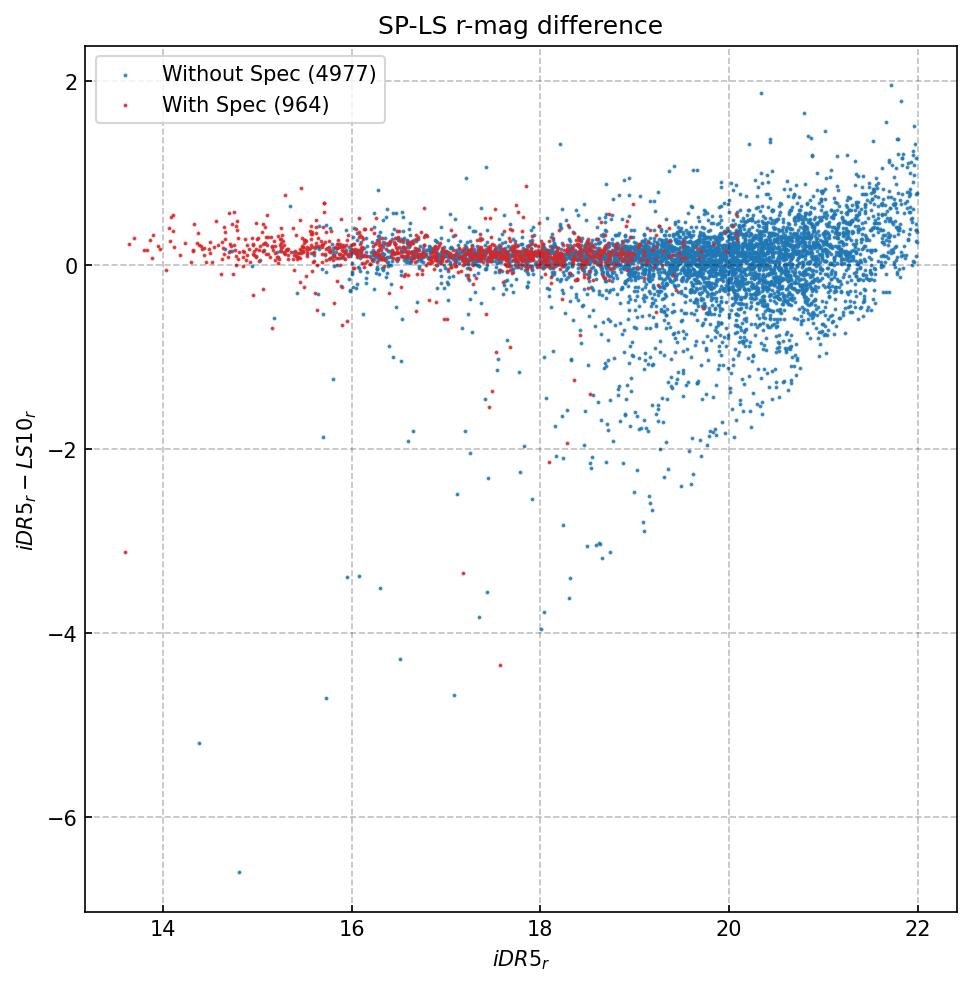 SP-LS r-mag difference
Without Spec (4977)
With Spec (964)
2
0
−2
−4
−6
iDR5r − LS10r
14
16
18
20
22
iDR5r